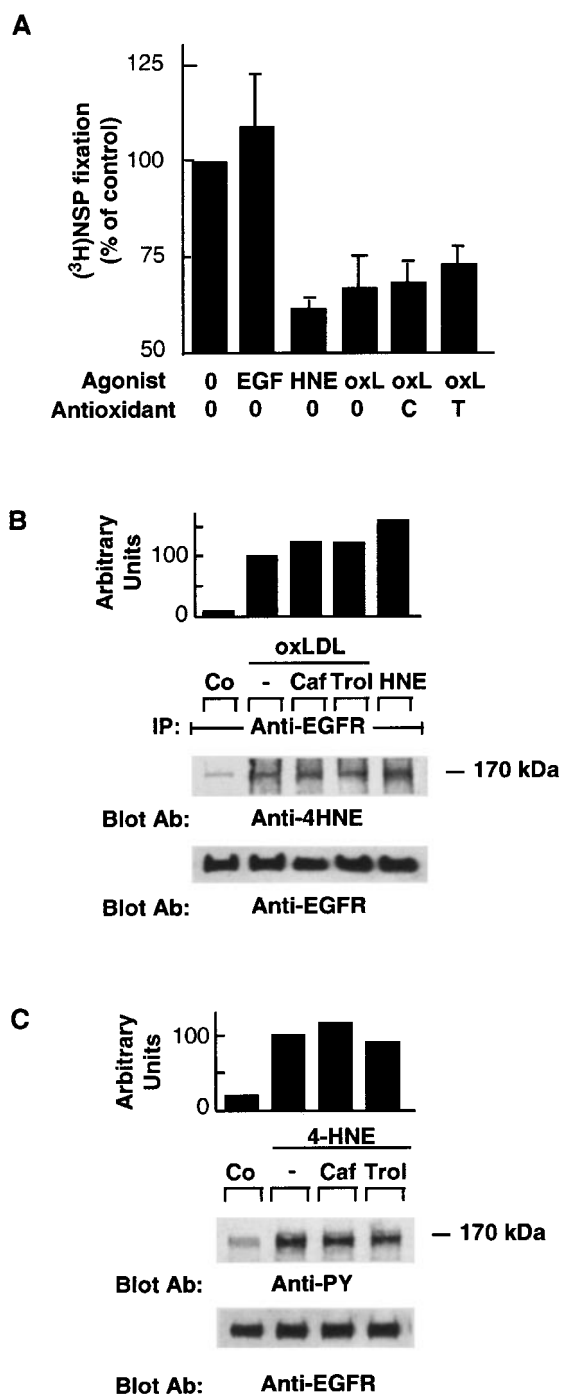 A
(³H)NSP fixation
(% of control)
125
100
75
50
Agonist 0 EGF HNE oxL oxL oxL
Antioxidant 0 0 0 0 C T
B
Arbitrary
Units
100
0
oxLDL
Co - Caf Trol HNE
IP: Anti-EGFR
— 170 kDa
Blot Ab: Anti-4HNE
Blot Ab: Anti-EGFR
C
Arbitrary
Units
100
0
4-HNE
Co - Caf Trol
— 170 kDa
Blot Ab: Anti-PY
Blot Ab: Anti-EGFR